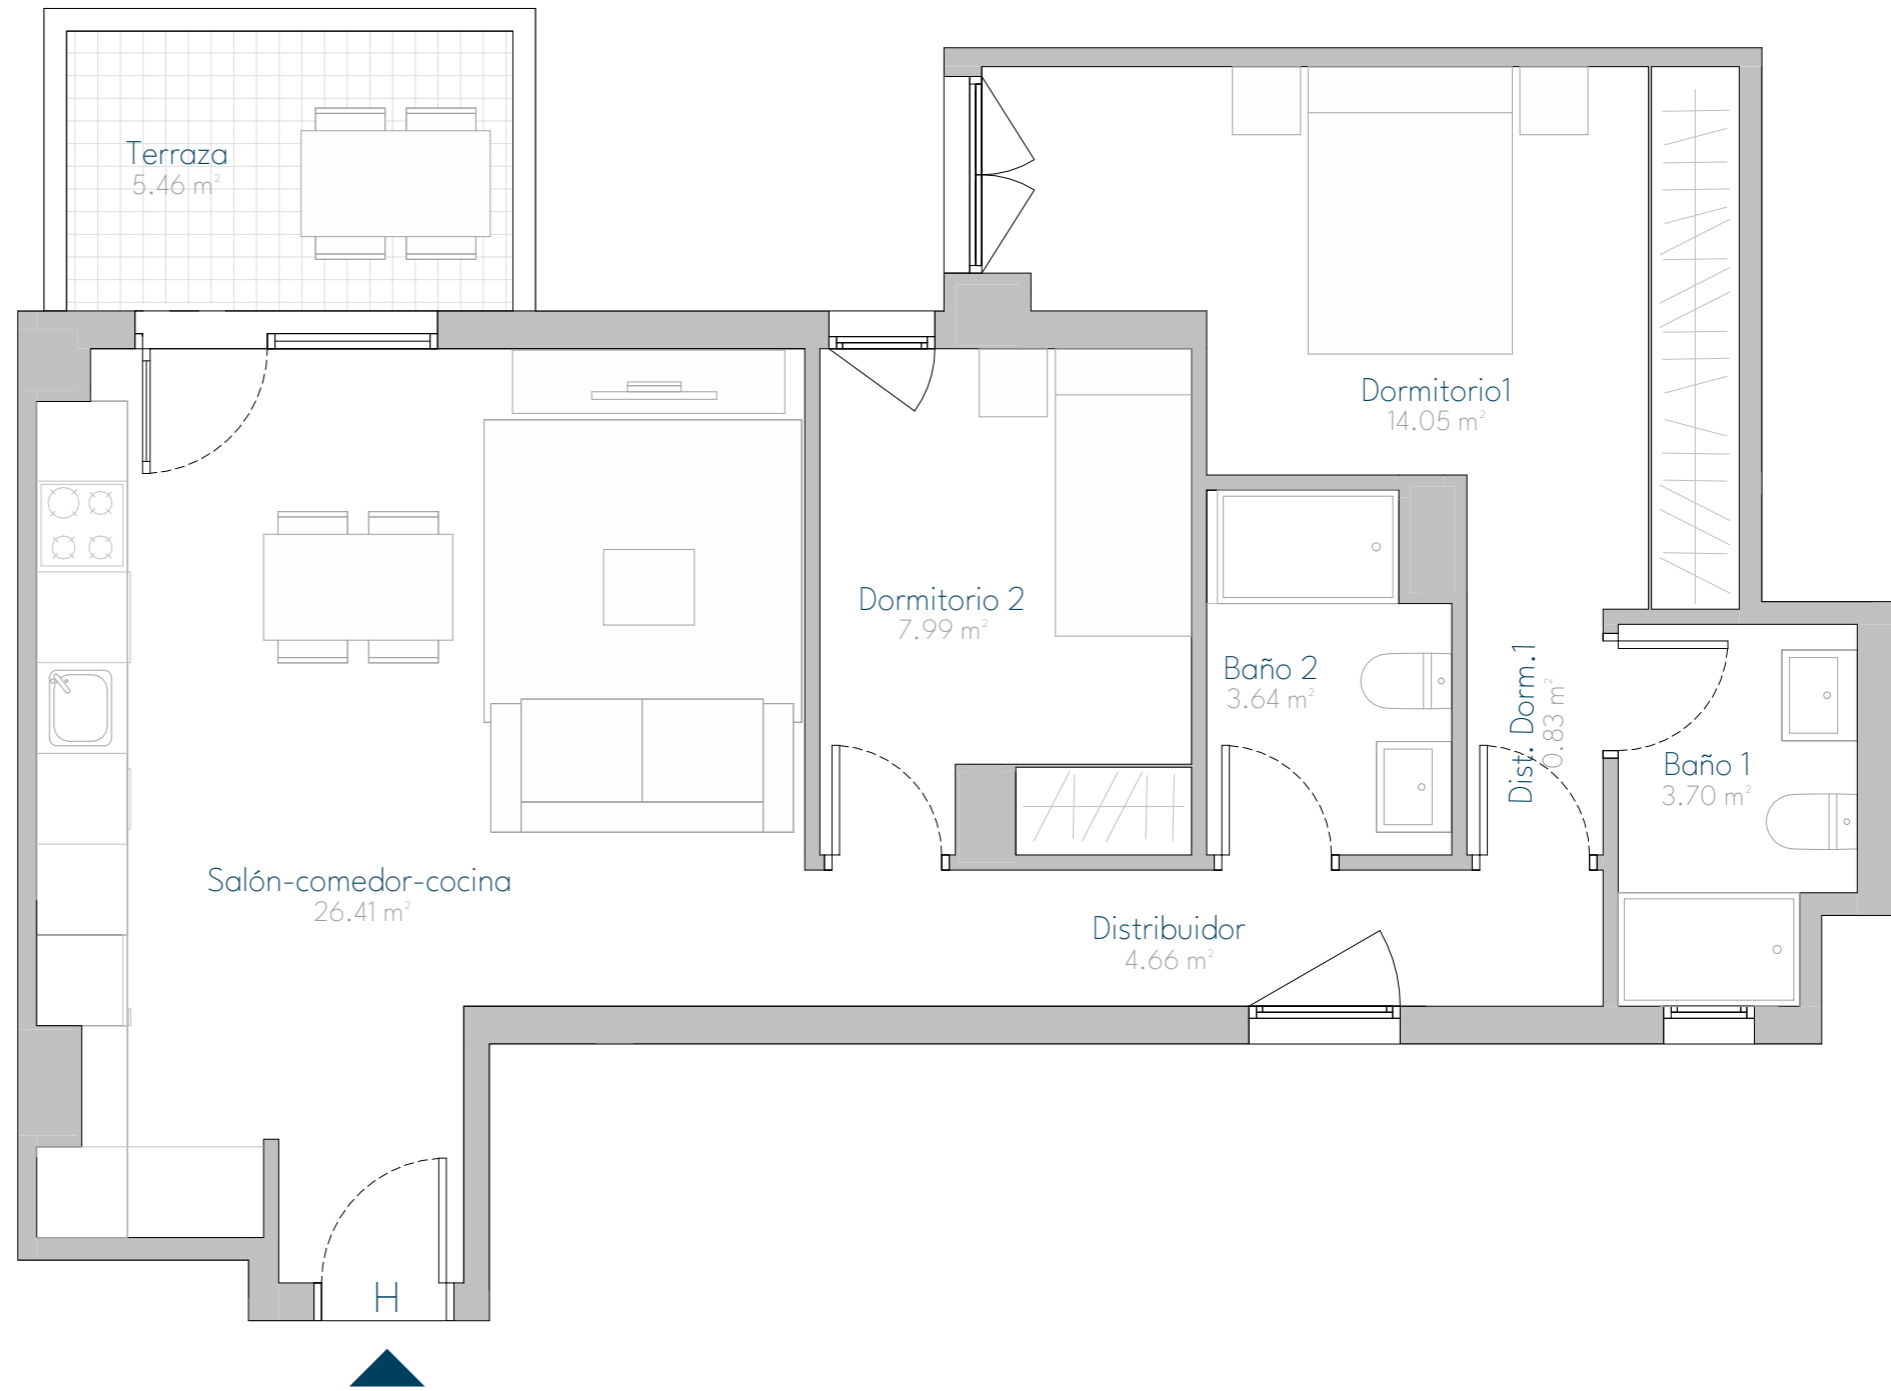 Terraza
5.46 m²
Dormitorio1
14.05 m²
Dormitorio 2
7.99 m²
Baño 2
3.64 m²
Dist. Dorm.1
0.83 m²
Baño 1
3.70 m²
Salón-comedor-cocina
26.41 m²
Distribuidor
4.66 m²
H